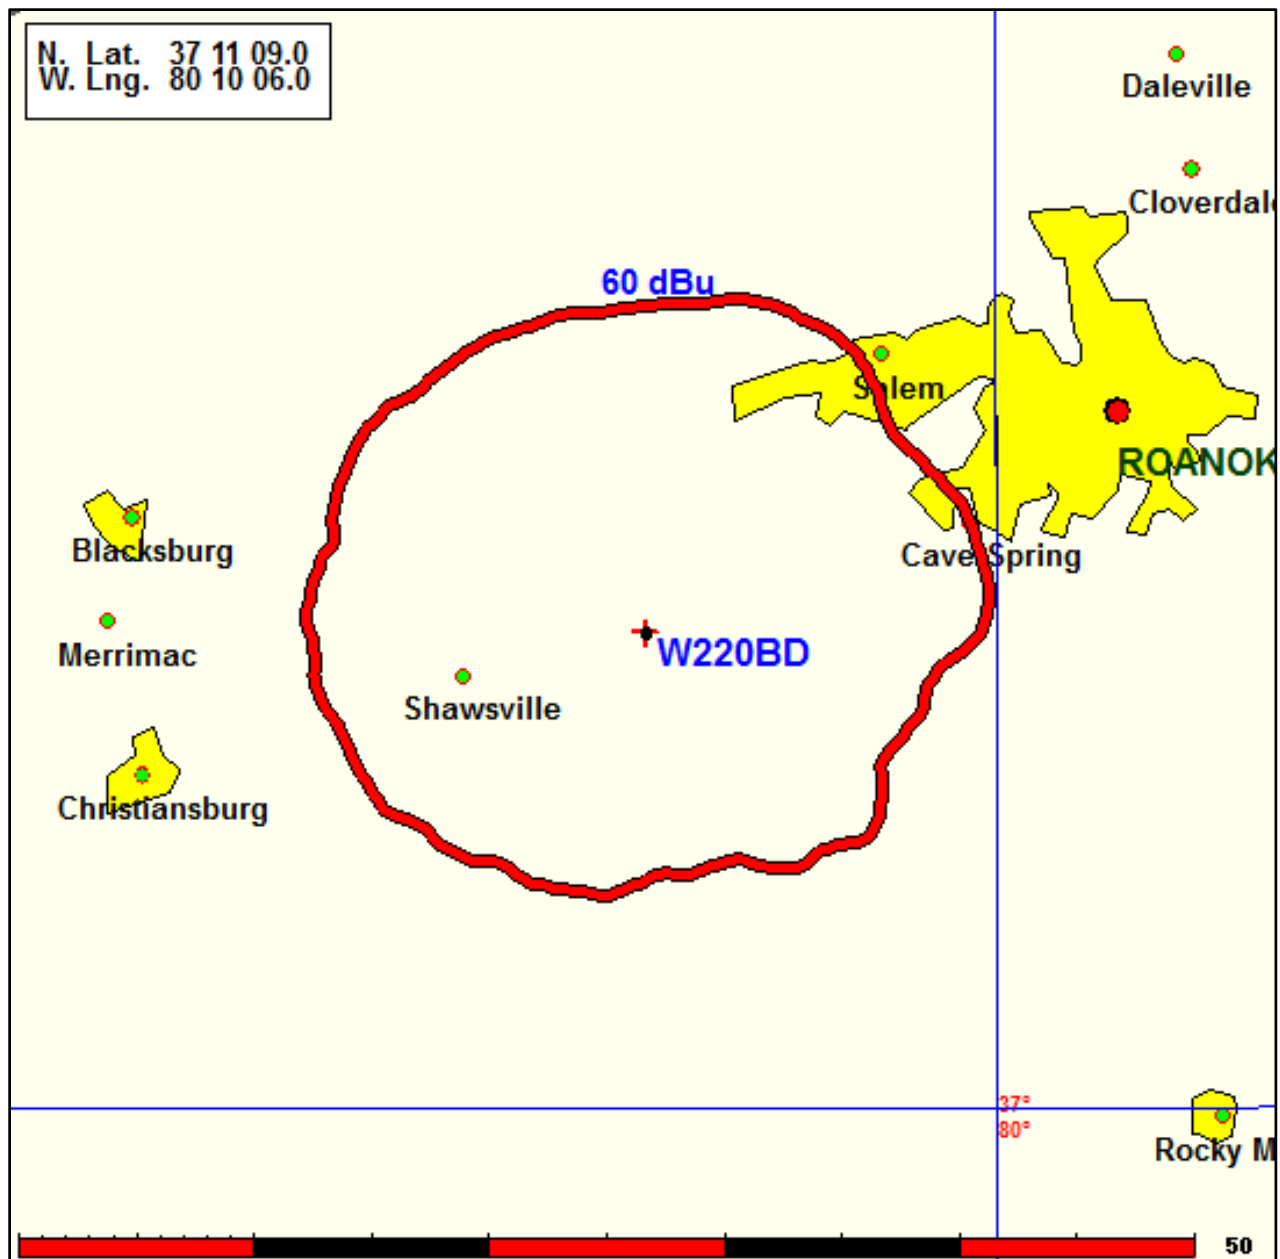 N. Lat. 37 11 09.0
W. Lng. 80 10 06.0
Daleville
Cloverdale
60 dBu
Salem
ROANOK
Blacksburg
Cave Spring
Merrimac
W220BD
Shawsville
Christiansburg
37°
80°
Rocky M
50